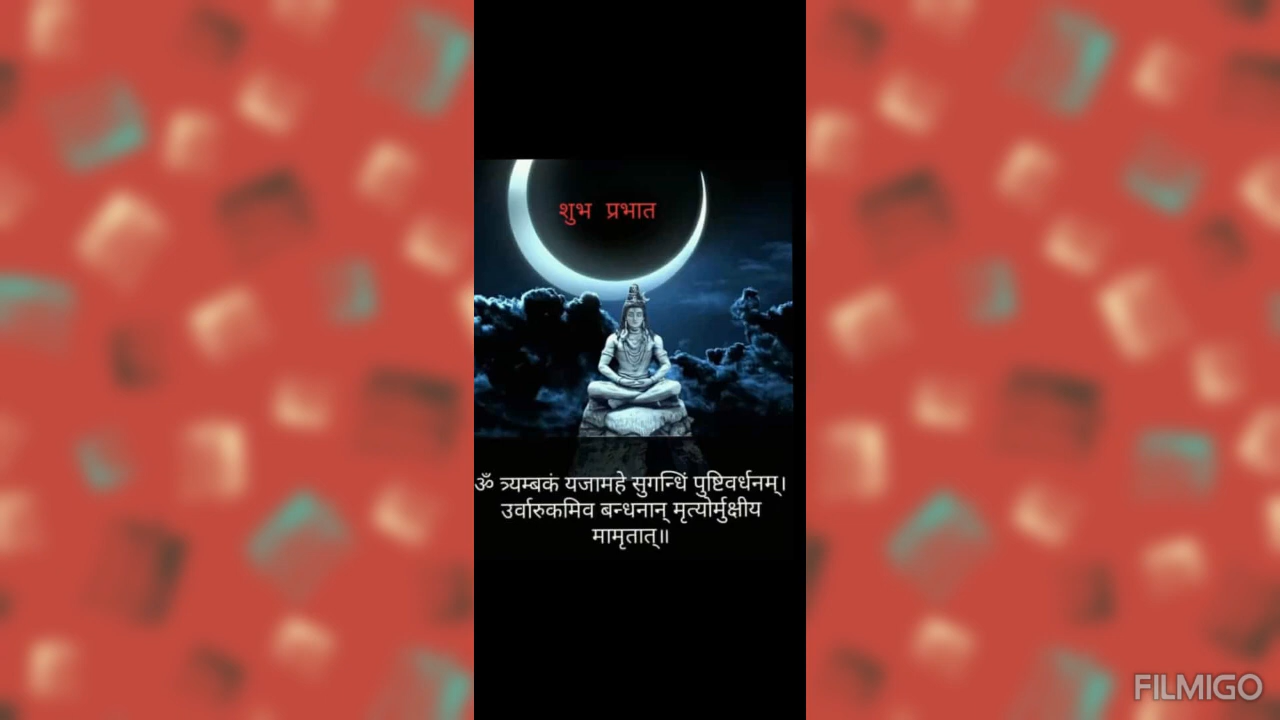 शुभ प्रभात
ॐ त्र्यम्बकं यजामहे सुगन्धिं पुष्टिवर्धनम्।
उर्वारुकमिव बन्धनान् मृत्योर्मुक्षीय
मामृतात्॥
FILMIGO